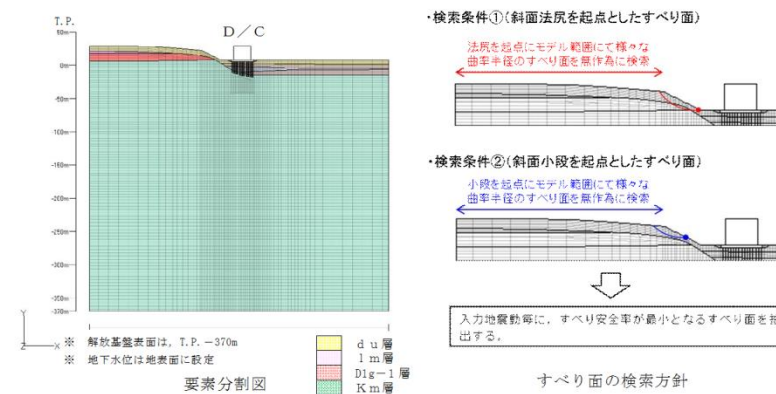 T.P.
D／C
10m
0m
-50m
-100m
-150m
-200m
-250m
-300m
-370m
Y
Z
X
※ 解放基盤表面は，T.P.－370m
※ 地下水位は地表面に設定
du層
lm層
D1g－1層
Km層
要素分割図
・検索条件①(斜面法尻を起点としたすべり面)
法尻を起点にモデル範囲にて様々な
曲率半径のすべり面を無作為に検索
・検索条件②(斜面小段を起点としたすべり面)
小段を起点にモデル範囲にて様々な
曲率半径のすべり面を無作為に検索
入力地震動毎に，すべり安全率が最小となるすべり面を抽
出する。
すべり面の検索方針